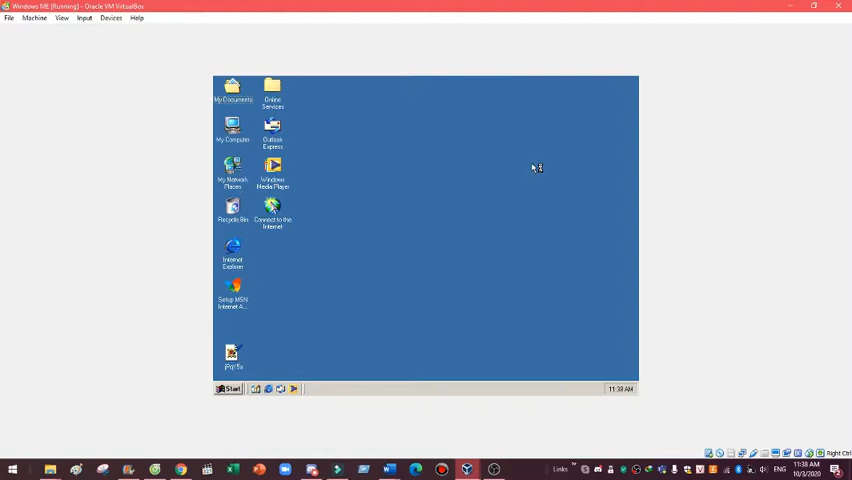 Windows ME [Running] - Oracle VM VirtualBox
File Machine View Input Devices Help
My Documents
Online
Services
My Computer
Outlook
Express
My Network
Places
Windows
Media Player
Recycle Bin
Connect to the
Internet
Internet
Explorer
Setup MSN
Internet A...
Start
11:38 AM
Right Ctrl
Links
11:38 AM
10/3/2020